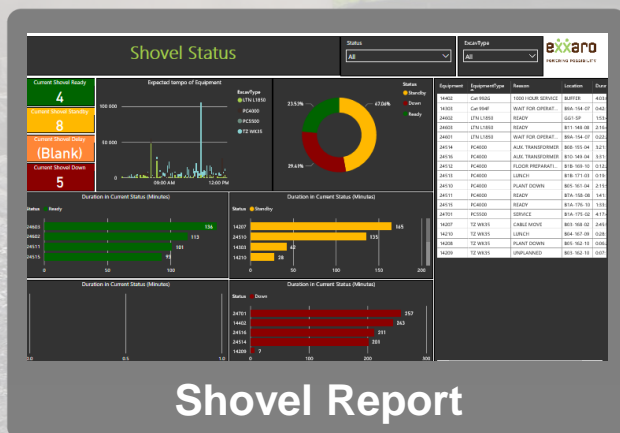 Shovel Status
Status
All
ExcavType
All
exxaro
POWERING POSSIBILITY
Current Shovel Ready
4
Current Shovel Standby
8
Current Shovel Delay
(Blank)
Current Shovel Down
5
Expected tempo of Equipment
100 000
50 000
0
09:00 AM
12:00 PM
ExcavType
LTN L1850
PC4000
PC5500
TZ WK35
23.53%
47.06%
29.41%
Status
Standby
Down
Ready
Equipment EquipmentType Reason Location Durat
14402 Cat 992G 1000 HOUR SERVICE BUFFER
14303 Cat 994F WAIT FOR OPERAT...
24602 LTN L1850 READY GG1-SP
24603 LTN L1850 READY
24601 LTN L1850 WAIT FOR OPERAT...
24514 PC4000 AUX. TRANSFORMER
24516 PC4000 AUX. TRANSFORMER
24512 PC4000 FLOOR PREPARATI...
24513 PC4000 LUNCH
24510 PC4000 PLANT DOWN
24511 PC4000 READY
24515 PC4000 READY
24701 PC5500 SERVICE
14207 TZ WK35 CABLE MOVE
14210 TZ WK35 LUNCH
14208 TZ WK35 PLANT DOWN
14209 TZ WK35 UNPLANNED
Duration in Current Status (Minutes)
Status Ready
24603 136
24602 113
24511 101
24515 93
0 50 100
Duration in Current Status (Minutes)
Status Standby
14207 165
24510 135
14303 42
14210 28
0 50 100 150 200
Duration in Current Status (Minutes)
0.0 0.5 1.0
Duration in Current Status (Minutes)
Status Down
24701 257
14402 243
24516 211
24514 201
14209 7
0 100 200 300
Shovel Report